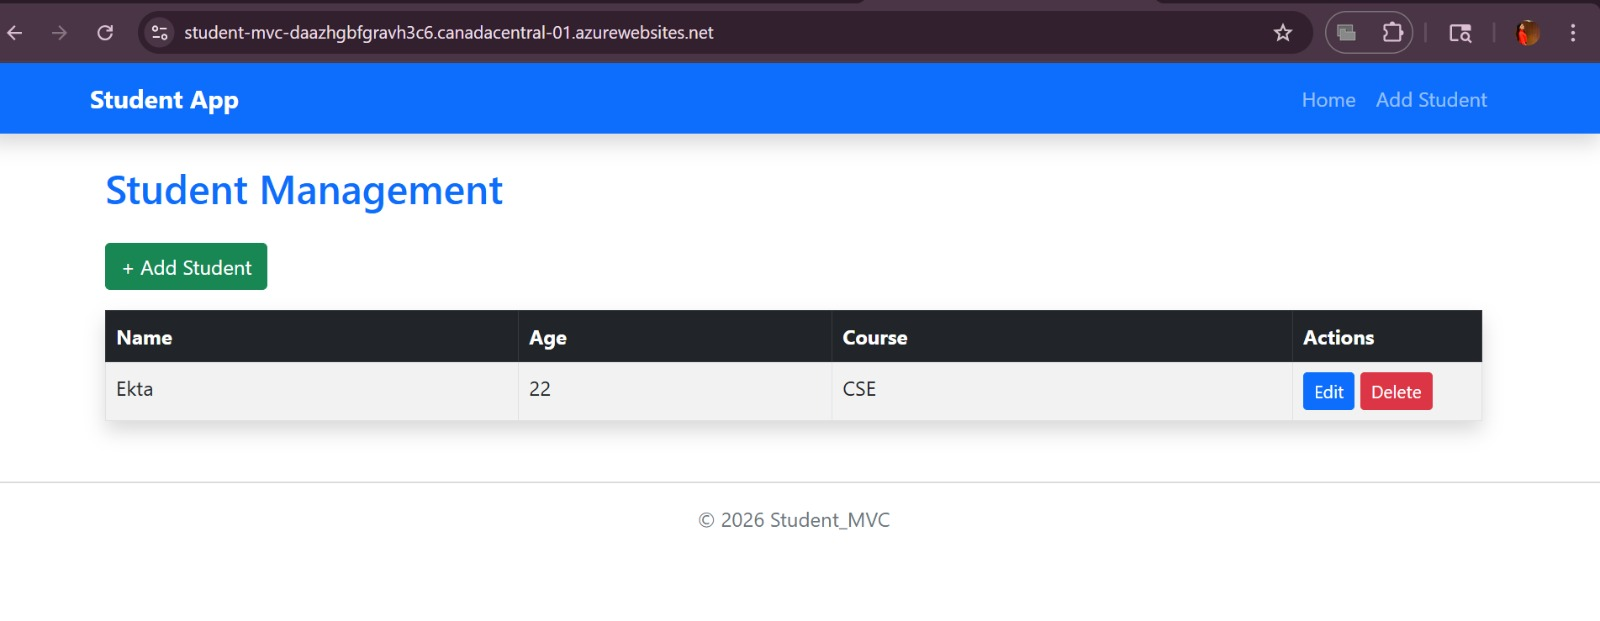 student-mvc-daazhgbfgravh3c6.canadacentral-01.azurewebsites.net
Student App Home Add Student
Student Management
+ Add Student
Name Age Course Actions
Ekta 22 CSE Edit Delete
© 2026 Student_MVC